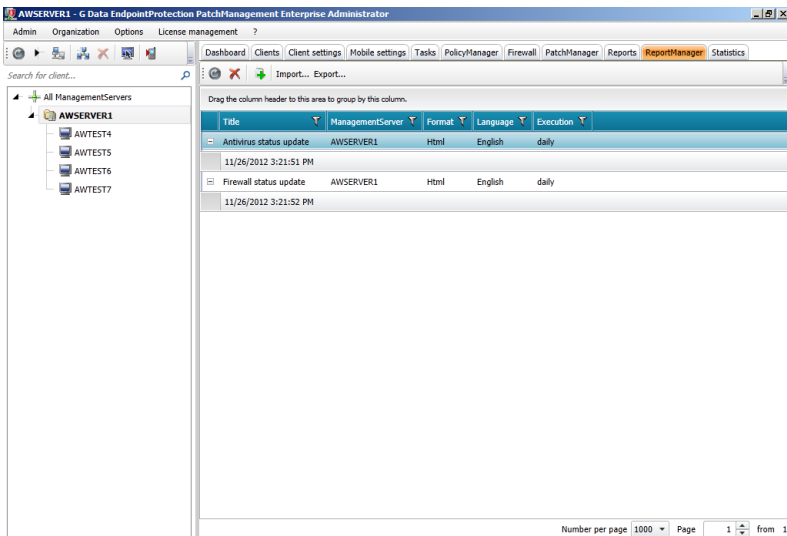 AWSERVER1 - G Data EndpointProtection PatchManagement Enterprise Administrator
Admin Organization Options License management ?
Dashboard Clients Client settings Mobile settings Tasks PolicyManager Firewall PatchManager Reports ReportManager Statistics
Search for client...
Import... Export...
All ManagementServers
AWSERVER1
AWTEST4
AWTEST5
AWTEST6
AWTEST7
Drag the column header to this area to group by this column.
Title ManagementServer Format Language Execution
Antivirus status update AWSERVER1 Html English daily
11/26/2012 3:21:51 PM
Firewall status update AWSERVER1 Html English daily
11/26/2012 3:21:52 PM
Number per page 1000 Page 1 from 1